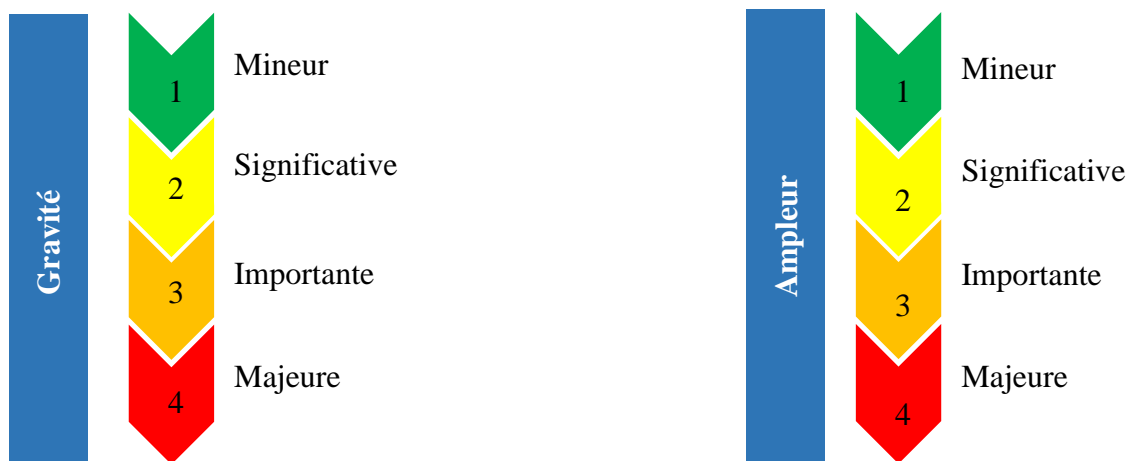 Gravité
1 Mineur
2 Significative
3 Importante
4 Majeure
Ampleur
1 Mineur
2 Significative
3 Importante
4 Majeure